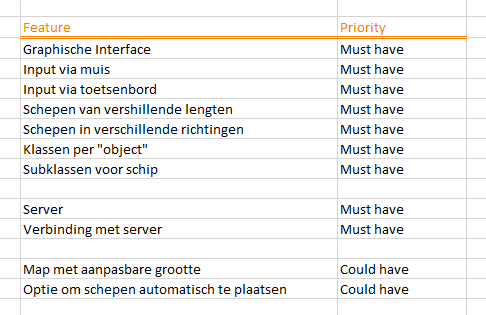 Feature Priority
Graphische Interface Must have
Input via muis Must have
Input via toetsenbord Must have
Schepen van vershillende lengten Must have
Schepen in verschillende richtingen Must have
Klassen per "object" Must have
Subklassen voor schip Must have
Server Must have
Verbinding met server Must have
Map met aanpasbare grootte Could have
Optie om schepen automatisch te plaatsen Could have